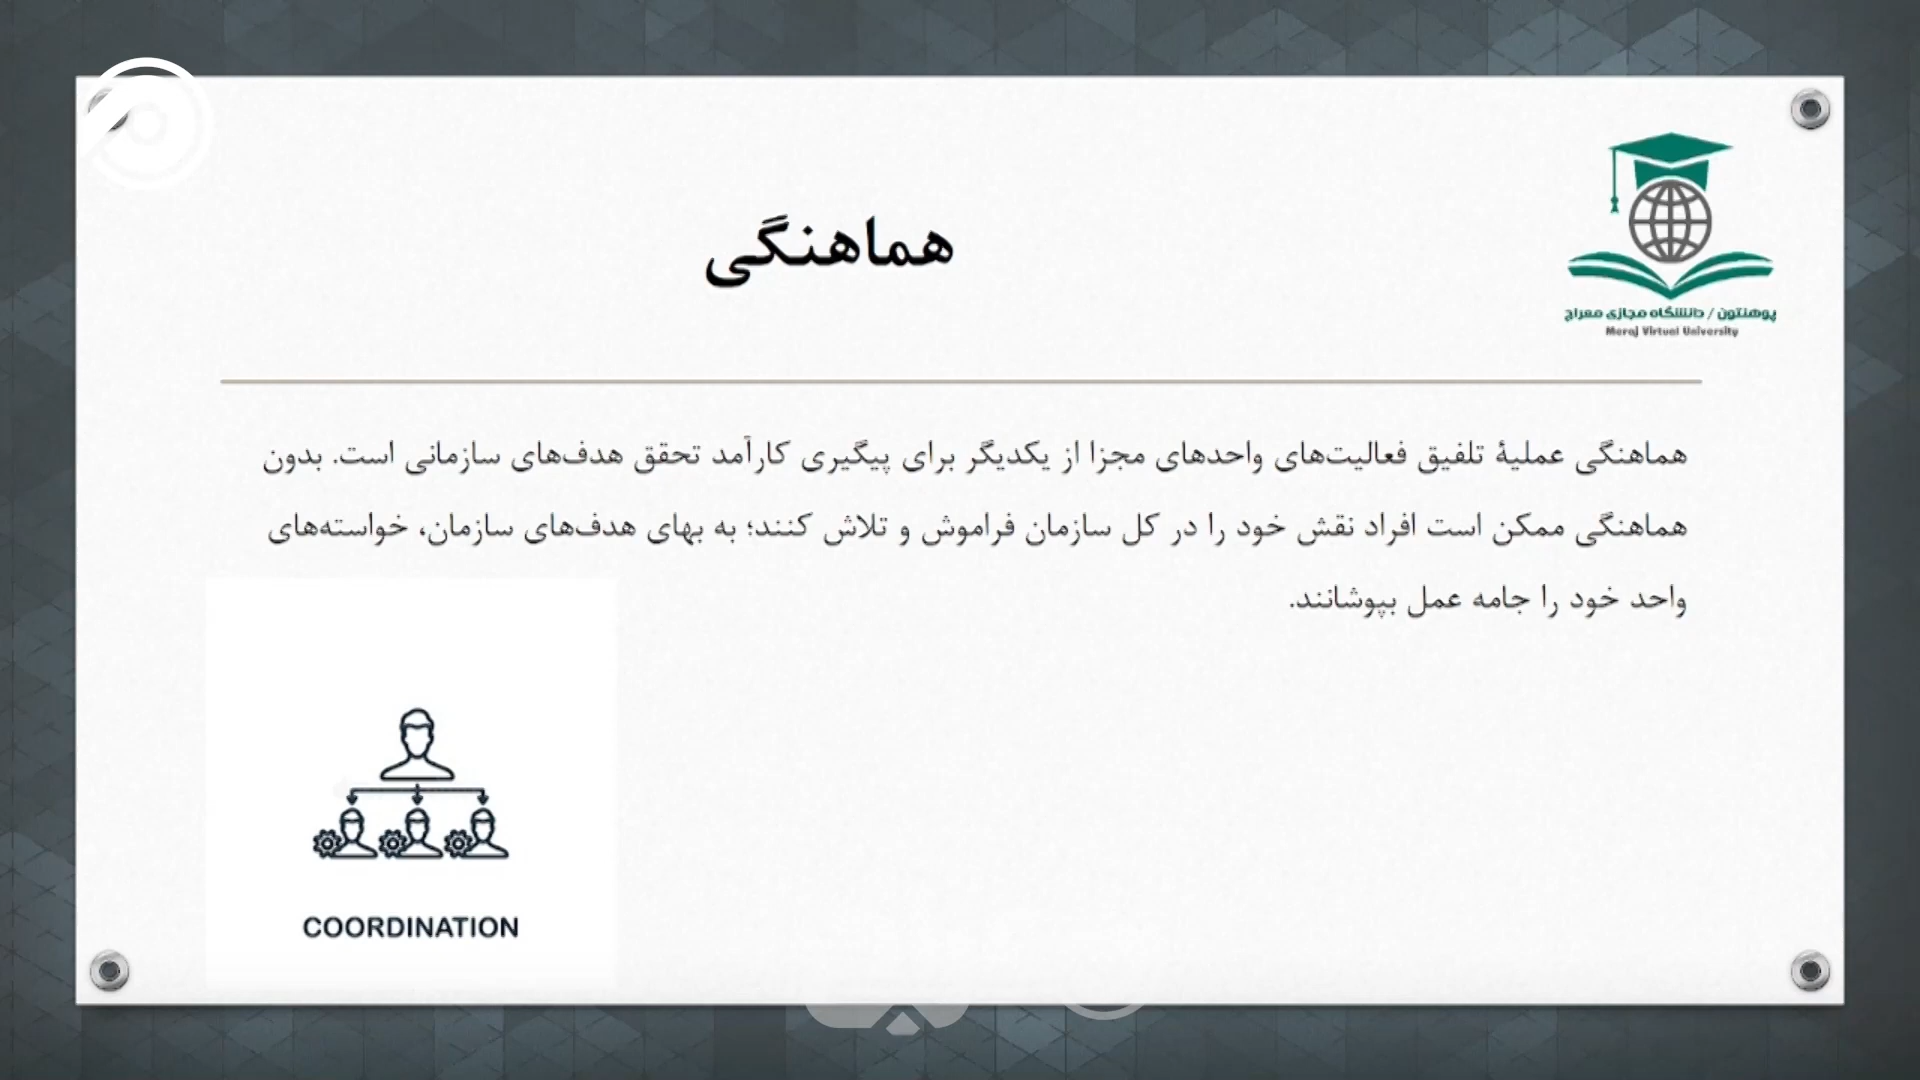 هماهنگی
پوهنتون / دانشگاه مجازی معراج
Meraj Virtual University
هماهنگی عملیۀ تلفیق فعالیت‌های واحدهای مجزا از یکدیگر برای پیگیری کارآمد تحقق هدف‌های سازمانی است. بدون
هماهنگی ممکن است افراد نقش خود را در کل سازمان فراموش و تلاش کنند؛ به بهای هدف‌های سازمان، خواسته‌های
واحد خود را جامه عمل بپوشانند.
COORDINATION